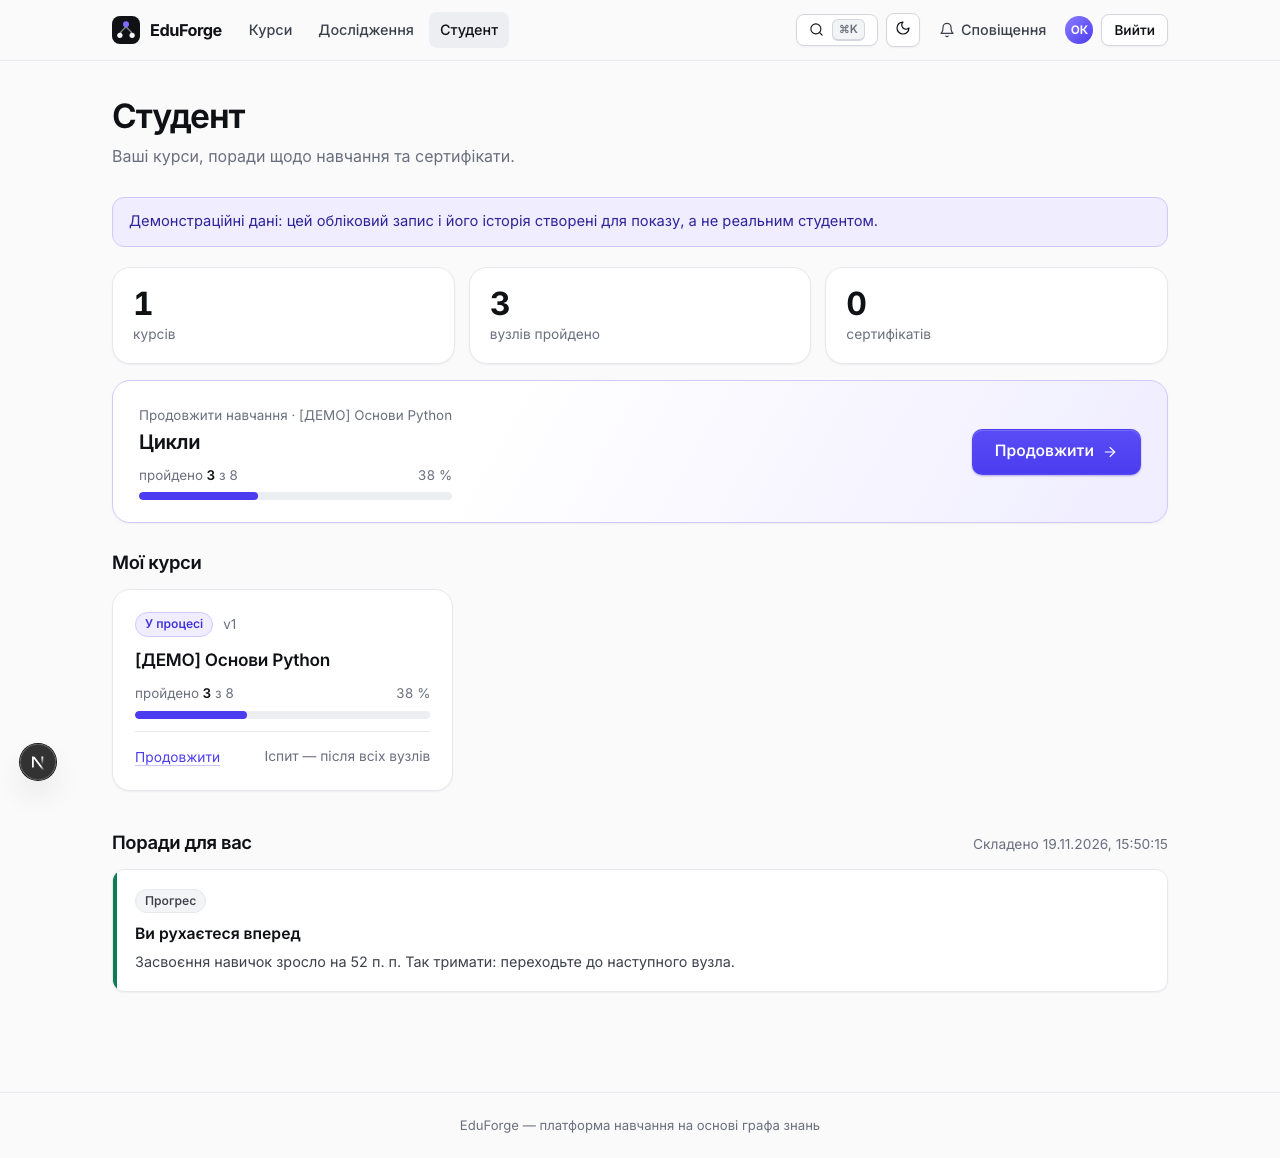 EduForge Курси Дослідження Студент ⌘K Сповіщення ОК Вийти
Студент
Ваші курси, поради щодо навчання та сертифікати.
Демонстраційні дані: цей обліковий запис і його історія створені для показу, а не реальним студентом.
1
курсів
3
вузлів пройдено
0
сертифікатів
Продовжити навчання · [ДЕМО] Основи Python
Цикли
пройдено 3 з 8 38 %
Продовжити →
Мої курси
У процесі v1
[ДЕМО] Основи Python
пройдено 3 з 8 38 %
Продовжити Іспит — після всіх вузлів
N
Поради для вас Складено 19.11.2026, 15:50:15
Прогрес
Ви рухаєтеся вперед
Засвоєння навичок зросло на 52 п. п. Так тримати: переходьте до наступного вузла.
EduForge — платформа навчання на основі графа знань